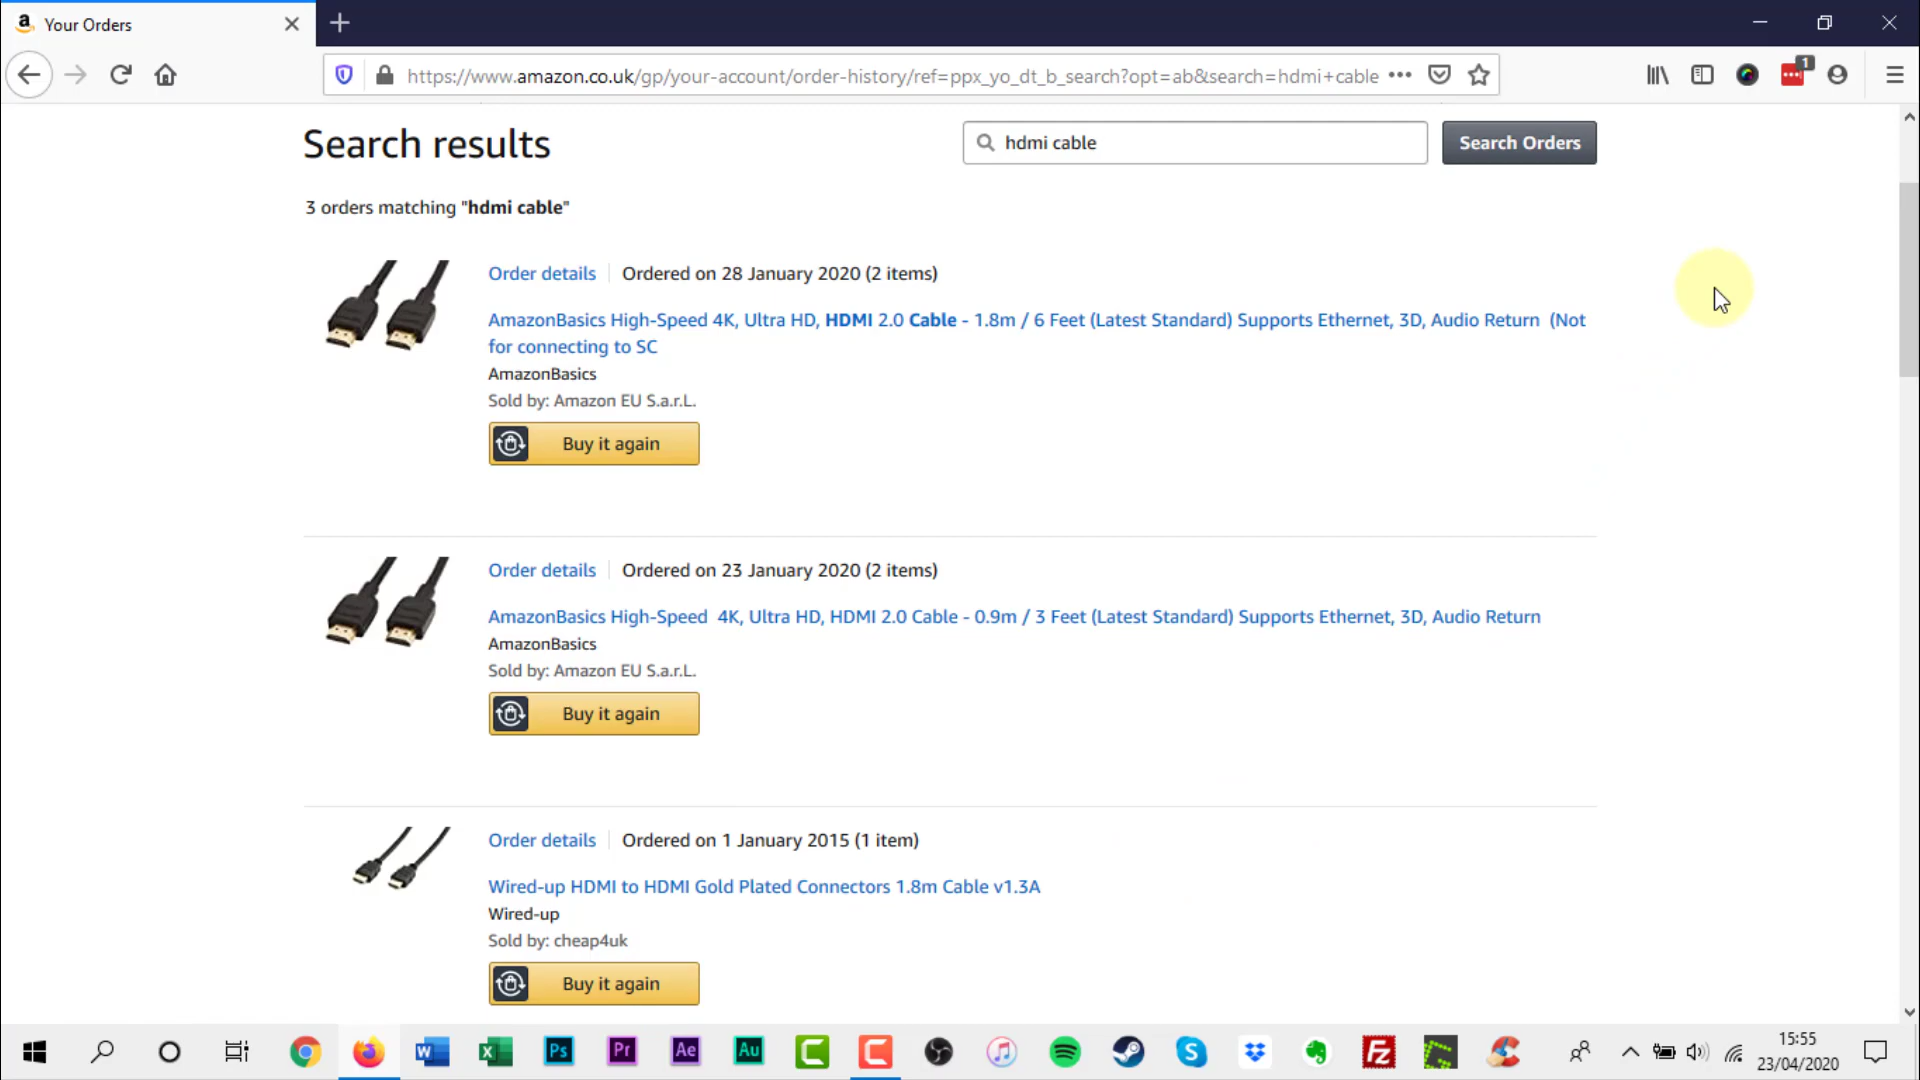 Your Orders
https://www.amazon.co.uk/gp/your-account/order-history/ref=ppx_yo_dt_b_search?opt=ab&search=hdmi+cable
1
Search results
hdmi cable
Search Orders
3 orders matching "hdmi cable"
Order details Ordered on 28 January 2020 (2 items)
AmazonBasics High-Speed 4K, Ultra HD, HDMI 2.0 Cable - 1.8m / 6 Feet (Latest Standard) Supports Ethernet, 3D, Audio Return (Not
for connecting to SC
AmazonBasics
Sold by: Amazon EU S.a.r.L.
Buy it again
Order details Ordered on 23 January 2020 (2 items)
AmazonBasics High-Speed 4K, Ultra HD, HDMI 2.0 Cable - 0.9m / 3 Feet (Latest Standard) Supports Ethernet, 3D, Audio Return
AmazonBasics
Sold by: Amazon EU S.a.r.L.
Buy it again
Order details Ordered on 1 January 2015 (1 item)
Wired-up HDMI to HDMI Gold Plated Connectors 1.8m Cable v1.3A
Wired-up
Sold by: cheap4uk
Buy it again
Ps Pr Ae Au
15:55
23/04/2020